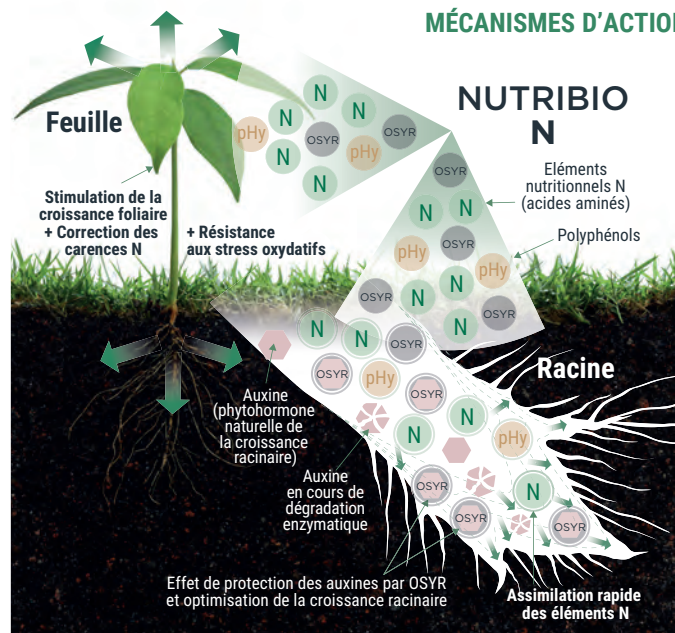 MÉCANISMES D'ACTION
NUTRIBIO
N
Feuille
N
N
N
N
N
N
pHy
OSYR
pHy
OSYR
Stimulation de la
croissance foliaire
+ Correction des
carences N
+ Résistance
aux stress oxydatifs
OSYR
N
N
OSYR
pHy
pHy
N
N
OSYR
OSYR
N
N
Eléments
nutritionnels N
(acides aminés)
Polyphénols
Racine
N
N
OSYR
OSYR
pHy
OSYR
N
N
pHy
OSYR
N
OSYR
OSYR
Auxine
(phytohormone
naturelle de
la croissance
racinaire)
Auxine
en cours de
dégradation
enzymatique
Effet de protection des auxines par OSYR
et optimisation de la croissance racinaire
Assimilation rapide
des éléments N